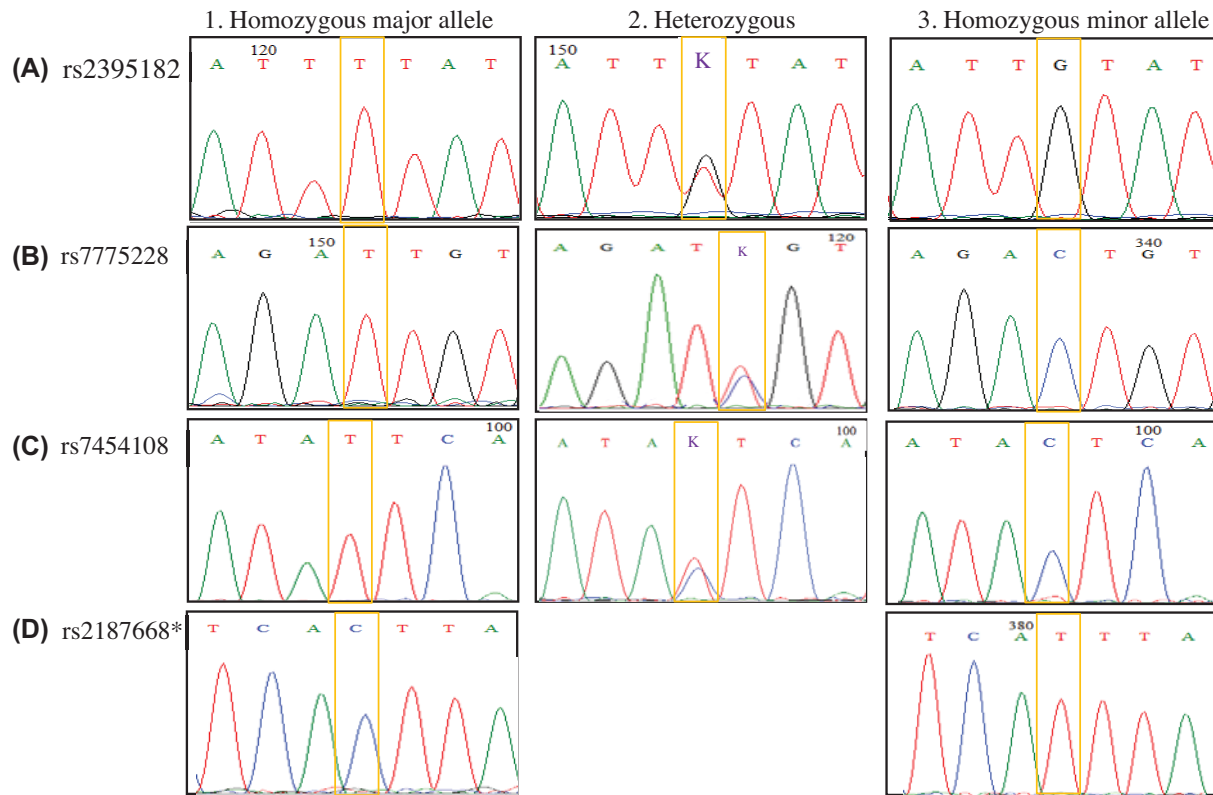 1. Homozygous major allele 2. Heterozygous 3. Homozygous minor allele
(A) rs2395182
120
A T T T T A T
150
A T T K T A T
A T T G T A T
(B) rs7775228
150
A G A T T G T
120
A G A T K G T
340
A G A C T G T
(C) rs7454108
100
A T A T T C A
100
A T A K T C A
100
A T A C T C A
(D) rs2187668*
T C A C T T A
380
T C A T T T A